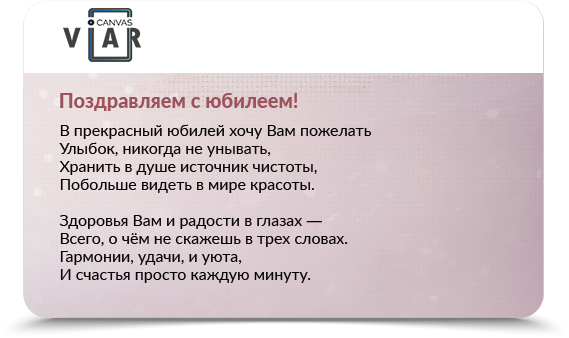 CANVAS
VIAR
Поздравляем с юбилеем!
В прекрасный юбилей хочу Вам пожелать
Улыбок, никогда не унывать,
Хранить в душе источник чистоты,
Побольше видеть в мире красоты.
Здоровья Вам и радости в глазах —
Всего, о чём не скажешь в трех словах.
Гармонии, удачи, и уюта,
И счастья просто каждую минуту.